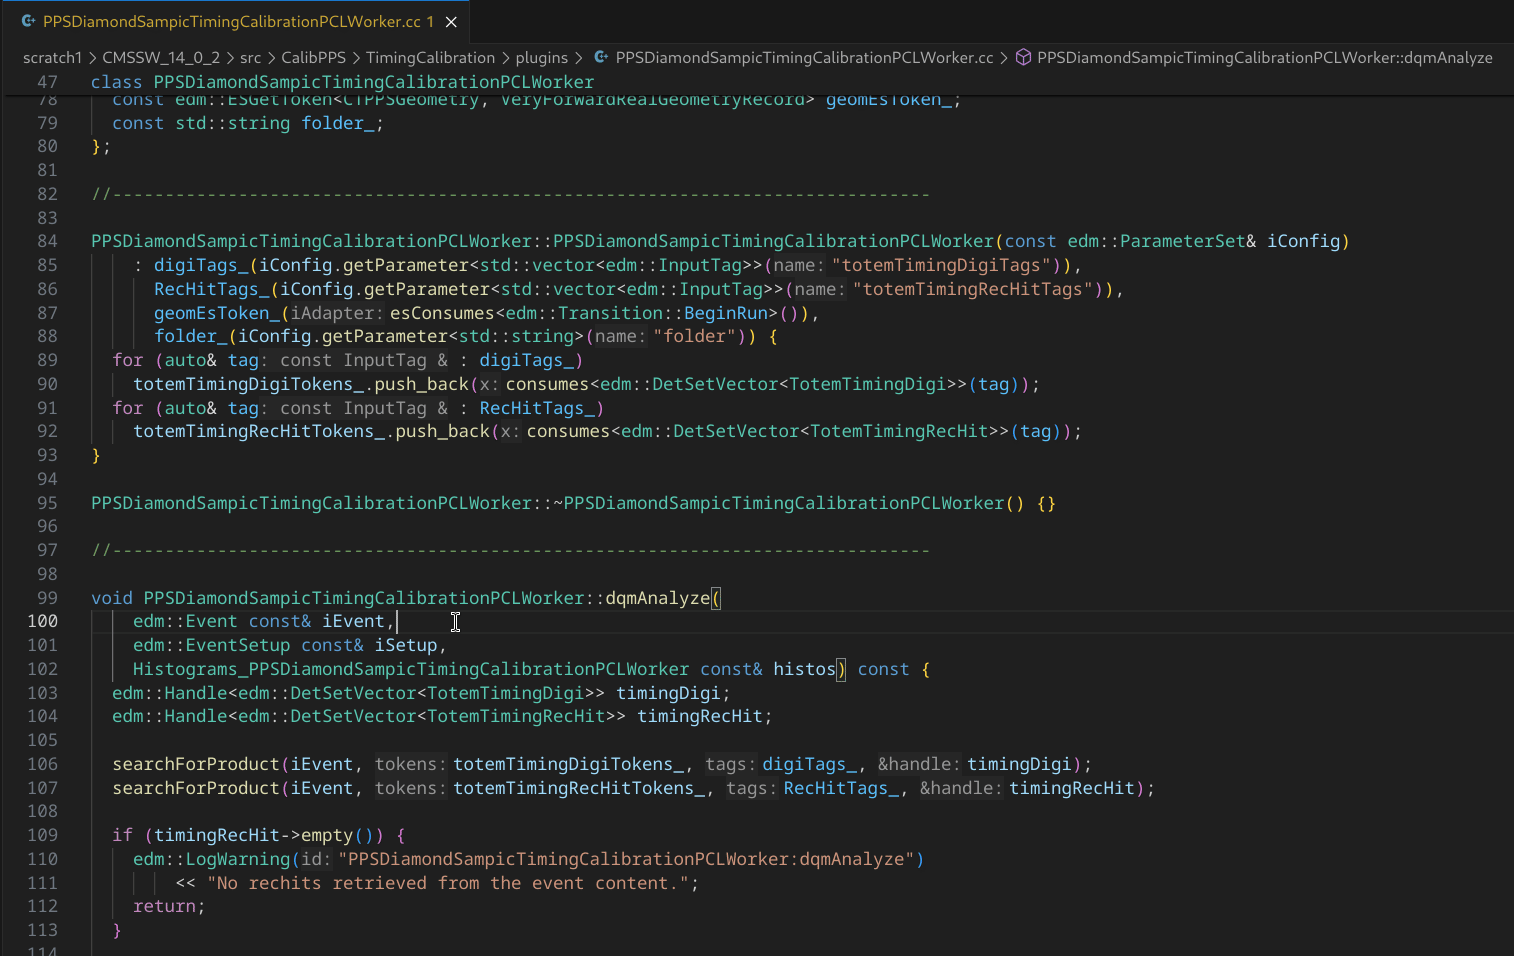 PPSDiamondSampicTimingCalibrationPCLWorker.cc 1
scratch1 > CMSSW_14_0_2 > src > CalibPPS > TimingCalibration > plugins > PPSDiamondSampicTimingCalibrationPCLWorker.cc > PPSDiamondSampicTimingCalibrationPCLWorker::dqmAnalyze
47 class PPSDiamondSampicTimingCalibrationPCLWorker
78 const edm::ESGetToken<CTPPSGeometry, VeryForwardRealGeometryRecord> geomEsToken_;
79 const std::string folder_;
80 };
81
82 //------------------------------------------------------------------------------
83
84 PPSDiamondSampicTimingCalibrationPCLWorker::PPSDiamondSampicTimingCalibrationPCLWorker(const edm::ParameterSet& iConfig)
85 : digiTags_(iConfig.getParameter<std::vector<edm::InputTag>>(name: "totemTimingDigiTags")),
86 RecHitTags_(iConfig.getParameter<std::vector<edm::InputTag>>(name: "totemTimingRecHitTags")),
87 geomEsToken_(iAdapter: esConsumes<edm::Transition::BeginRun>()),
88 folder_(iConfig.getParameter<std::string>(name: "folder")) {
89 for (auto& tag: const InputTag & : digiTags_)
90 totemTimingDigiTokens_.push_back(x: consumes<edm::DetSetVector<TotemTimingDigi>>(tag));
91 for (auto& tag: const InputTag & : RecHitTags_)
92 totemTimingRecHitTokens_.push_back(x: consumes<edm::DetSetVector<TotemTimingRecHit>>(tag));
93 }
94
95 PPSDiamondSampicTimingCalibrationPCLWorker::~PPSDiamondSampicTimingCalibrationPCLWorker() {}
96
97 //------------------------------------------------------------------------------
98
99 void PPSDiamondSampicTimingCalibrationPCLWorker::dqmAnalyze(
100 edm::Event const& iEvent,
101 edm::EventSetup const& iSetup,
102 Histograms_PPSDiamondSampicTimingCalibrationPCLWorker const& histos) const {
103 edm::Handle<edm::DetSetVector<TotemTimingDigi>> timingDigi;
104 edm::Handle<edm::DetSetVector<TotemTimingRecHit>> timingRecHit;
105
106 searchForProduct(iEvent, tokens: totemTimingDigiTokens_, tags: digiTags_, &handle: timingDigi);
107 searchForProduct(iEvent, tokens: totemTimingRecHitTokens_, tags: RecHitTags_, &handle: timingRecHit);
108
109 if (timingRecHit->empty()) {
110 edm::LogWarning(id: "PPSDiamondSampicTimingCalibrationPCLWorker:dqmAnalyze")
111 << "No rechits retrieved from the event content.";
112 return;
113 }
114